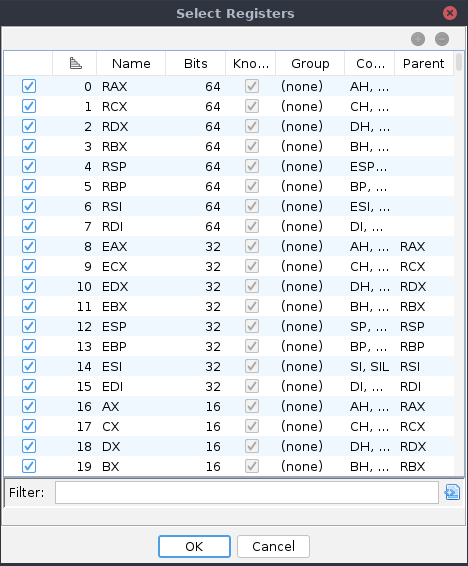 Select Registers
Name Bits Kno... Group Co... Parent
0 RAX 64 (none) AH, ...
1 RCX 64 (none) CH, ...
2 RDX 64 (none) DH, ...
3 RBX 64 (none) BH, ...
4 RSP 64 (none) ESP...
5 RBP 64 (none) BP, ...
6 RSI 64 (none) ESI, ...
7 RDI 64 (none) DI, ...
8 EAX 32 (none) AH, ... RAX
9 ECX 32 (none) CH, ... RCX
10 EDX 32 (none) DH, ... RDX
11 EBX 32 (none) BH, ... RBX
12 ESP 32 (none) SP, ... RSP
13 EBP 32 (none) BP, ... RBP
14 ESI 32 (none) SI, SIL RSI
15 EDI 32 (none) DI, ... RDI
16 AX 16 (none) AH, ... RAX
17 CX 16 (none) CH, ... RCX
18 DX 16 (none) DH, ... RDX
19 BX 16 (none) BH, ... RBX
Filter:
OK Cancel